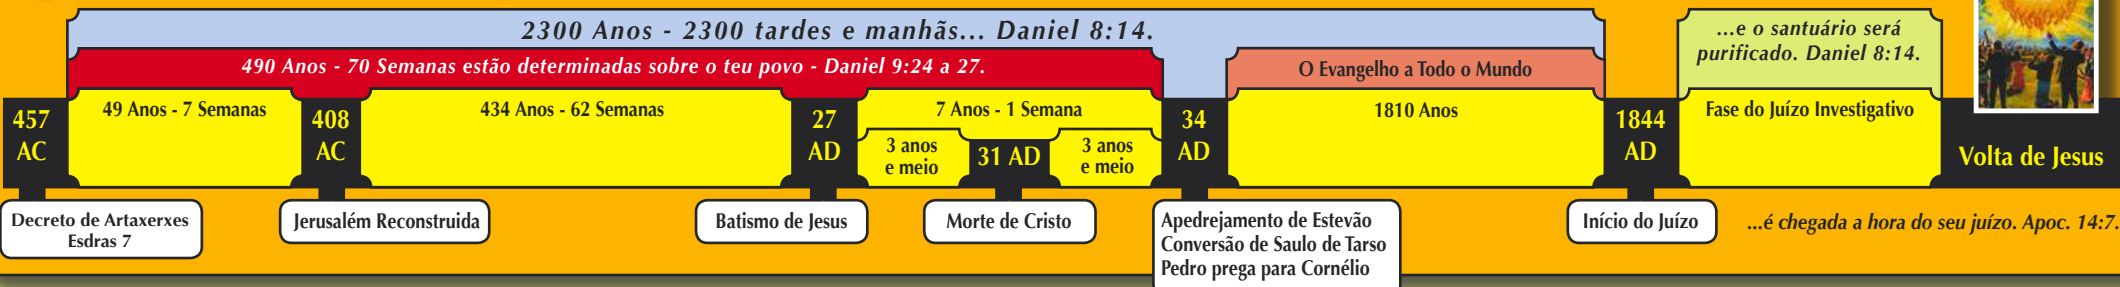 2300 Anos - 2300 tardes e manhãs... Daniel 8:14.
...e o santuário será
purificado. Daniel 8:14.
490 Anos - 70 Semanas estão determinadas sobre o teu povo - Daniel 9:24 a 27.
O Evangelho a Todo o Mundo
457
AC
49 Anos - 7 Semanas
408
AC
434 Anos - 62 Semanas
27
AD
7 Anos - 1 Semana
3 anos
e meio
31 AD
3 anos
e meio
34
AD
1810 Anos
1844
AD
Fase do Juízo Investigativo
Volta de Jesus
Decreto de Artaxerxes
Esdras 7
Jerusalém Reconstruida
Batismo de Jesus
Morte de Cristo
Apedrejamento de Estevão
Conversão de Saulo de Tarso
Pedro prega para Cornélio
Início do Juízo
...é chegada a hora do seu juízo. Apoc. 14:7.